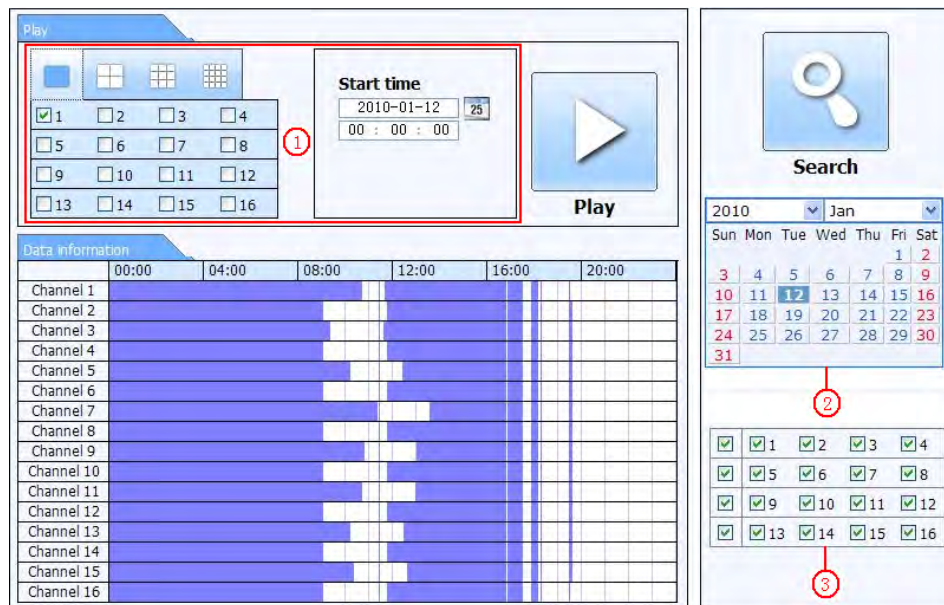 Play
1 2 3 4
5 6 7 8
9 10 11 12
13 14 15 16
1
Start time
2010-01-12 25
00 : 00 : 00
Play
Data information
00:00 04:00 08:00 12:00 16:00 20:00
Channel 1
Channel 2
Channel 3
Channel 4
Channel 5
Channel 6
Channel 7
Channel 8
Channel 9
Channel 10
Channel 11
Channel 12
Channel 13
Channel 14
Channel 15
Channel 16
Search
2010 Jan
Sun Mon Tue Wed Thu Fri Sat
1 2
3 4 5 6 7 8 9
10 11 12 13 14 15 16
17 18 19 20 21 22 23
24 25 26 27 28 29 30
31
2
1 2 3 4
5 6 7 8
9 10 11 12
13 14 15 16
3